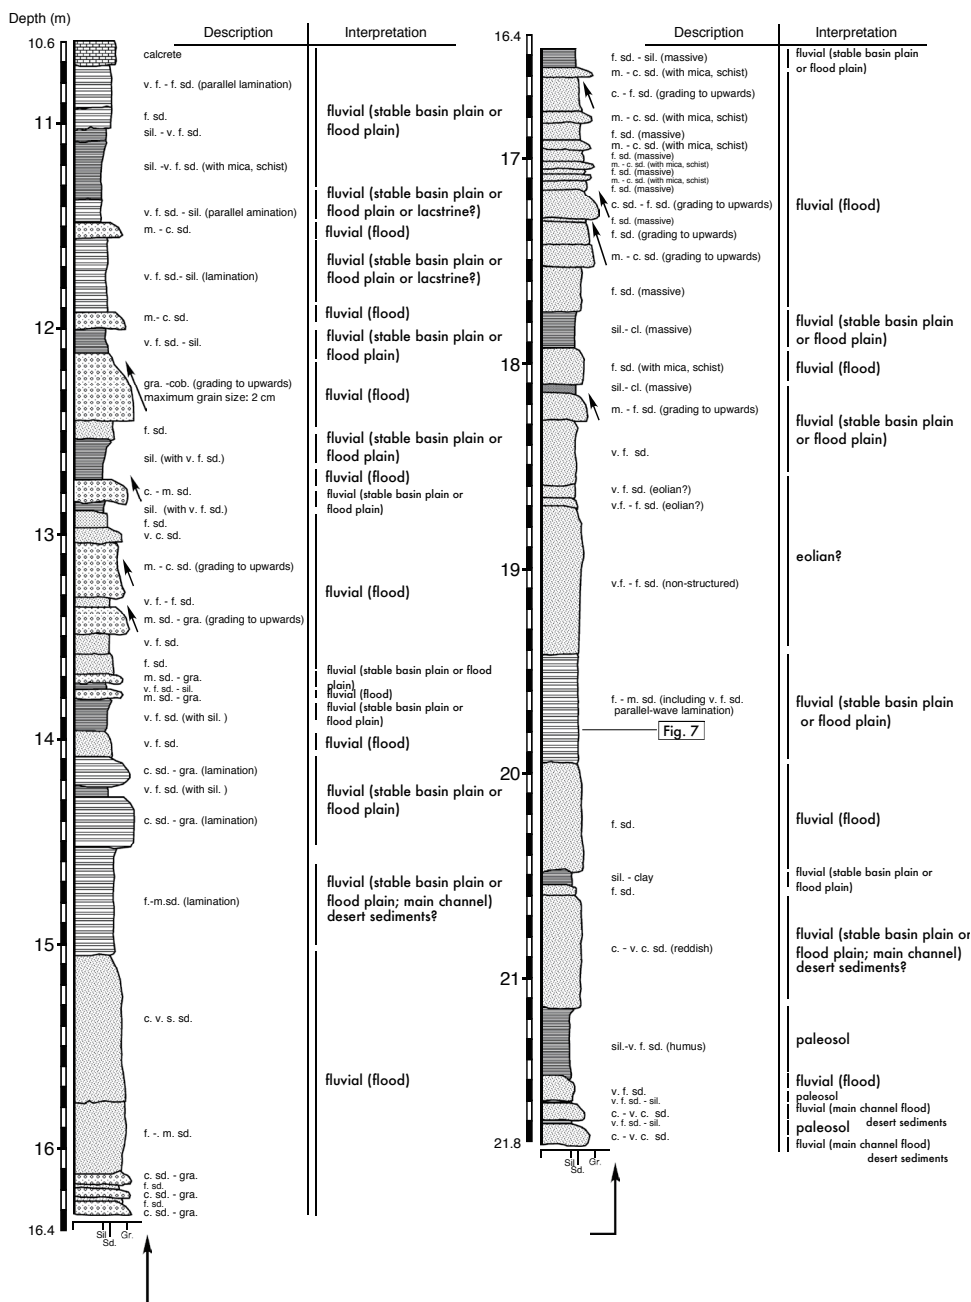 Depth (m)
Description
Interpretation
10.6
calcrete
v. f. - f. sd. (parallel lamination)
f. sd.
11
sil. - v. f. sd.
fluvial (stable basin plain or
flood plain)
sil. -v. f. sd. (with mica, schist)
v. f. sd. - sil. (parallel amination)
fluvial (stable basin plain or
flood plain or lacstrine?)
m. - c. sd.
fluvial (flood)
v. f. sd.- sil. (lamination)
fluvial (stable basin plain or
flood plain or lacstrine?)
m.- c. sd.
fluvial (flood)
12
v. f. sd. - sil.
fluvial (stable basin plain or
flood plain)
gra. -cob. (grading to upwards)
maximum grain size: 2 cm
fluvial (flood)
f. sd.
sil. (with v. f. sd.)
fluvial (stable basin plain or
flood plain)
c. - m. sd.
fluvial (flood)
sil. (with v. f. sd.)
fluvial (stable basin plain or
flood plain)
f. sd.
13
v. c. sd.
m. - c. sd. (grading to upwards)
fluvial (flood)
v. f. - f. sd.
m. sd. - gra. (grading to upwards)
v. f. sd.
f. sd.
m. sd. - gra.
fluvial (stable basin plain or flood
plain)
v. f. sd. - sil.
m. sd. - gra.
fluvial (flood)
v. f. sd. (with sil. )
fluvial (stable basin plain or
flood plain)
14
v. f. sd.
fluvial (flood)
c. sd. - gra. (lamination)
v. f. sd. (with sil. )
fluvial (stable basin plain or
flood plain)
c. sd. - gra. (lamination)
f.-m.sd. (lamination)
fluvial (stable basin plain or
flood plain; main channel)
desert sediments?
15
c. v. s. sd.
fluvial (flood)
f. -. m. sd.
16
c. sd. - gra.
f. sd.
c. sd. - gra.
f. sd.
c. sd. - gra.
16.4
Sil.
Sd.
Gr.
Description
Interpretation
16.4
f. sd. - sil. (massive)
fluvial (stable basin plain
or flood plain)
m. - c. sd. (with mica, schist)
c. - f. sd. (grading to upwards)
m. - c. sd. (with mica, schist)
f. sd. (massive)
m. - c. sd. (with mica, schist)
17
f. sd. (massive)
m. - c. sd. (with mica, schist)
f. sd. (massive)
m. - c. sd. (with mica, schist)
f. sd. (massive)
c. sd. - f. sd. (grading to upwards)
fluvial (flood)
f. sd. (massive)
f. sd. (grading to upwards)
m. - c. sd. (grading to upwards)
f. sd. (massive)
sil.- cl. (massive)
fluvial (stable basin plain
or flood plain)
18
f. sd. (with mica, schist)
fluvial (flood)
sil.- cl. (massive)
m. - f. sd. (grading to upwards)
fluvial (stable basin plain
or flood plain)
v. f. sd.
v. f. sd. (eolian?)
v.f. - f. sd. (eolian?)
eolian?
19
v.f. - f. sd. (non-structured)
f. - m. sd. (including v. f. sd.
parallel-wave lamination)
fluvial (stable basin plain
or flood plain)
Fig. 7
20
f. sd.
fluvial (flood)
sil. - clay
fluvial (stable basin plain or
flood plain)
f. sd.
c. - v. c. sd. (reddish)
fluvial (stable basin plain or
flood plain; main channel)
desert sediments?
21
sil.-v. f. sd. (humus)
paleosol
v. f. sd.
fluvial (flood)
v. f. sd. - sil.
paleosol
c. - v. c. sd.
fluvial (main channel flood)
desert sediments
v. f. sd. - sil.
paleosol
c. - v. c. sd.
21.8
fluvial (main channel flood)
desert sediments
Sil.
Sd.
Gr.